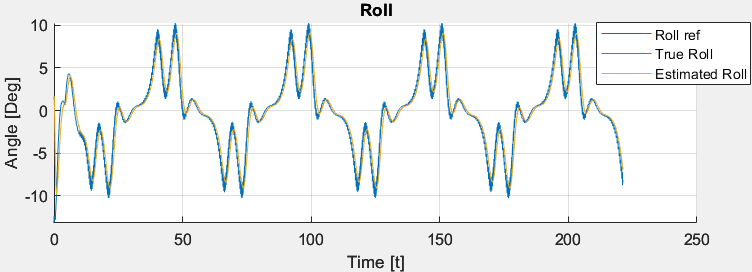 Roll
Roll ref
True Roll
Estimated Roll
10
5
0
-5
-10
Angle [Deg]
0 50 100 150 200 250
Time [t]